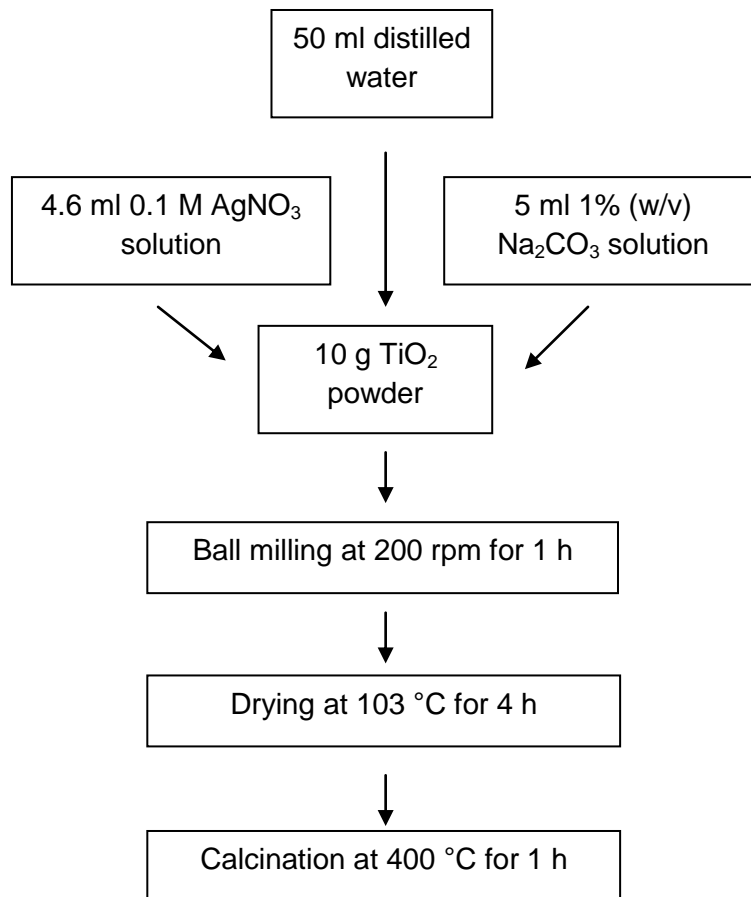 50 ml distilled
water
4.6 ml 0.1 M AgNO₃
solution
5 ml 1% (w/v)
Na₂CO₃ solution
10 g TiO₂
powder
Ball milling at 200 rpm for 1 h
Drying at 103 °C for 4 h
Calcination at 400 °C for 1 h